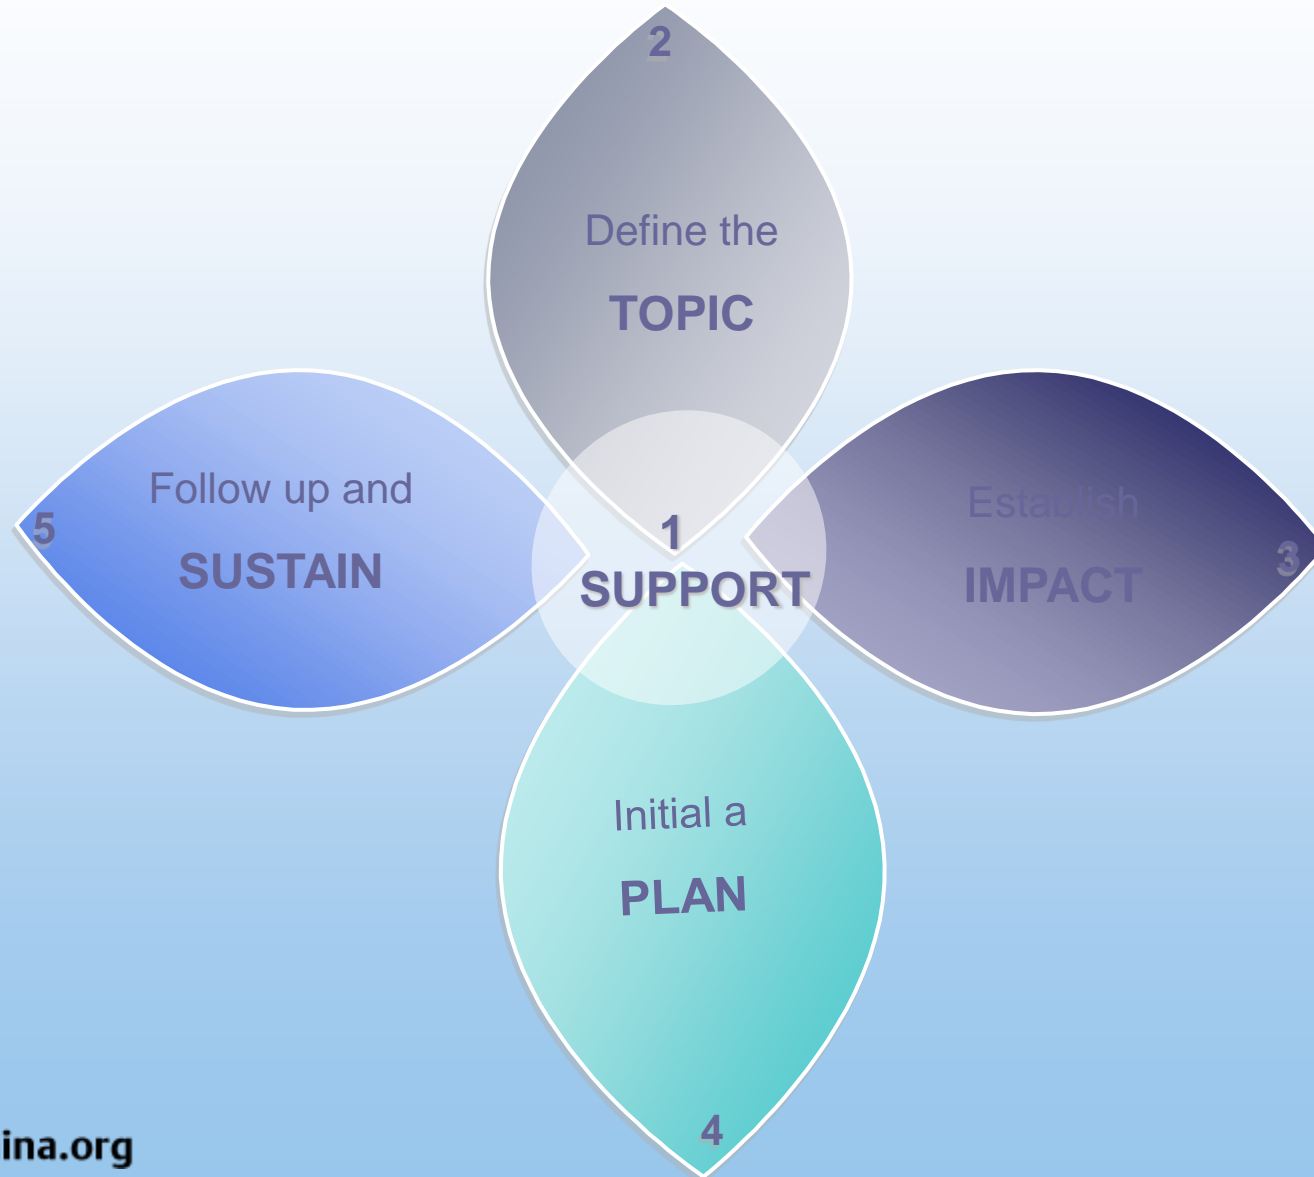 2
Define the
TOPIC
5
Follow up and
SUSTAIN
1
SUPPORT
Establish
IMPACT
3
Initial a
PLAN
4
ina.org